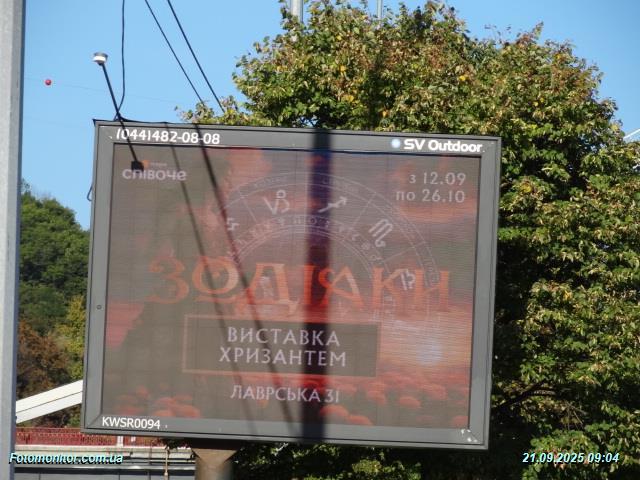 (044)482-08-08
SV Outdoor
співоче
з 12.09
по 26.10
ЗОДІАКИ
ВИСТАВКА
ХРИЗАНТЕМ
ЛАВРСЬКА 31
KWSR0094
Fotomonitor.com.ua
21.09.2025 09:04